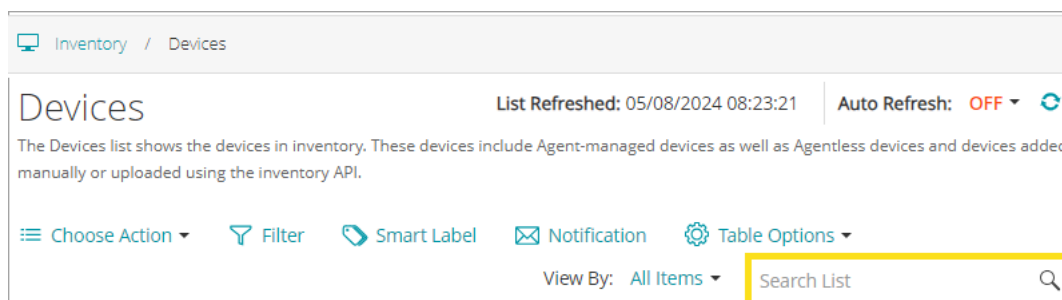 Inventory / Devices
Devices
List Refreshed: 05/08/2024 08:23:21
Auto Refresh: OFF
The Devices list shows the devices in inventory. These devices include Agent-managed devices as well as Agentless devices and devices added
manually or uploaded using the inventory API.
Choose Action Filter Smart Label Notification Table Options
View By: All Items Search List